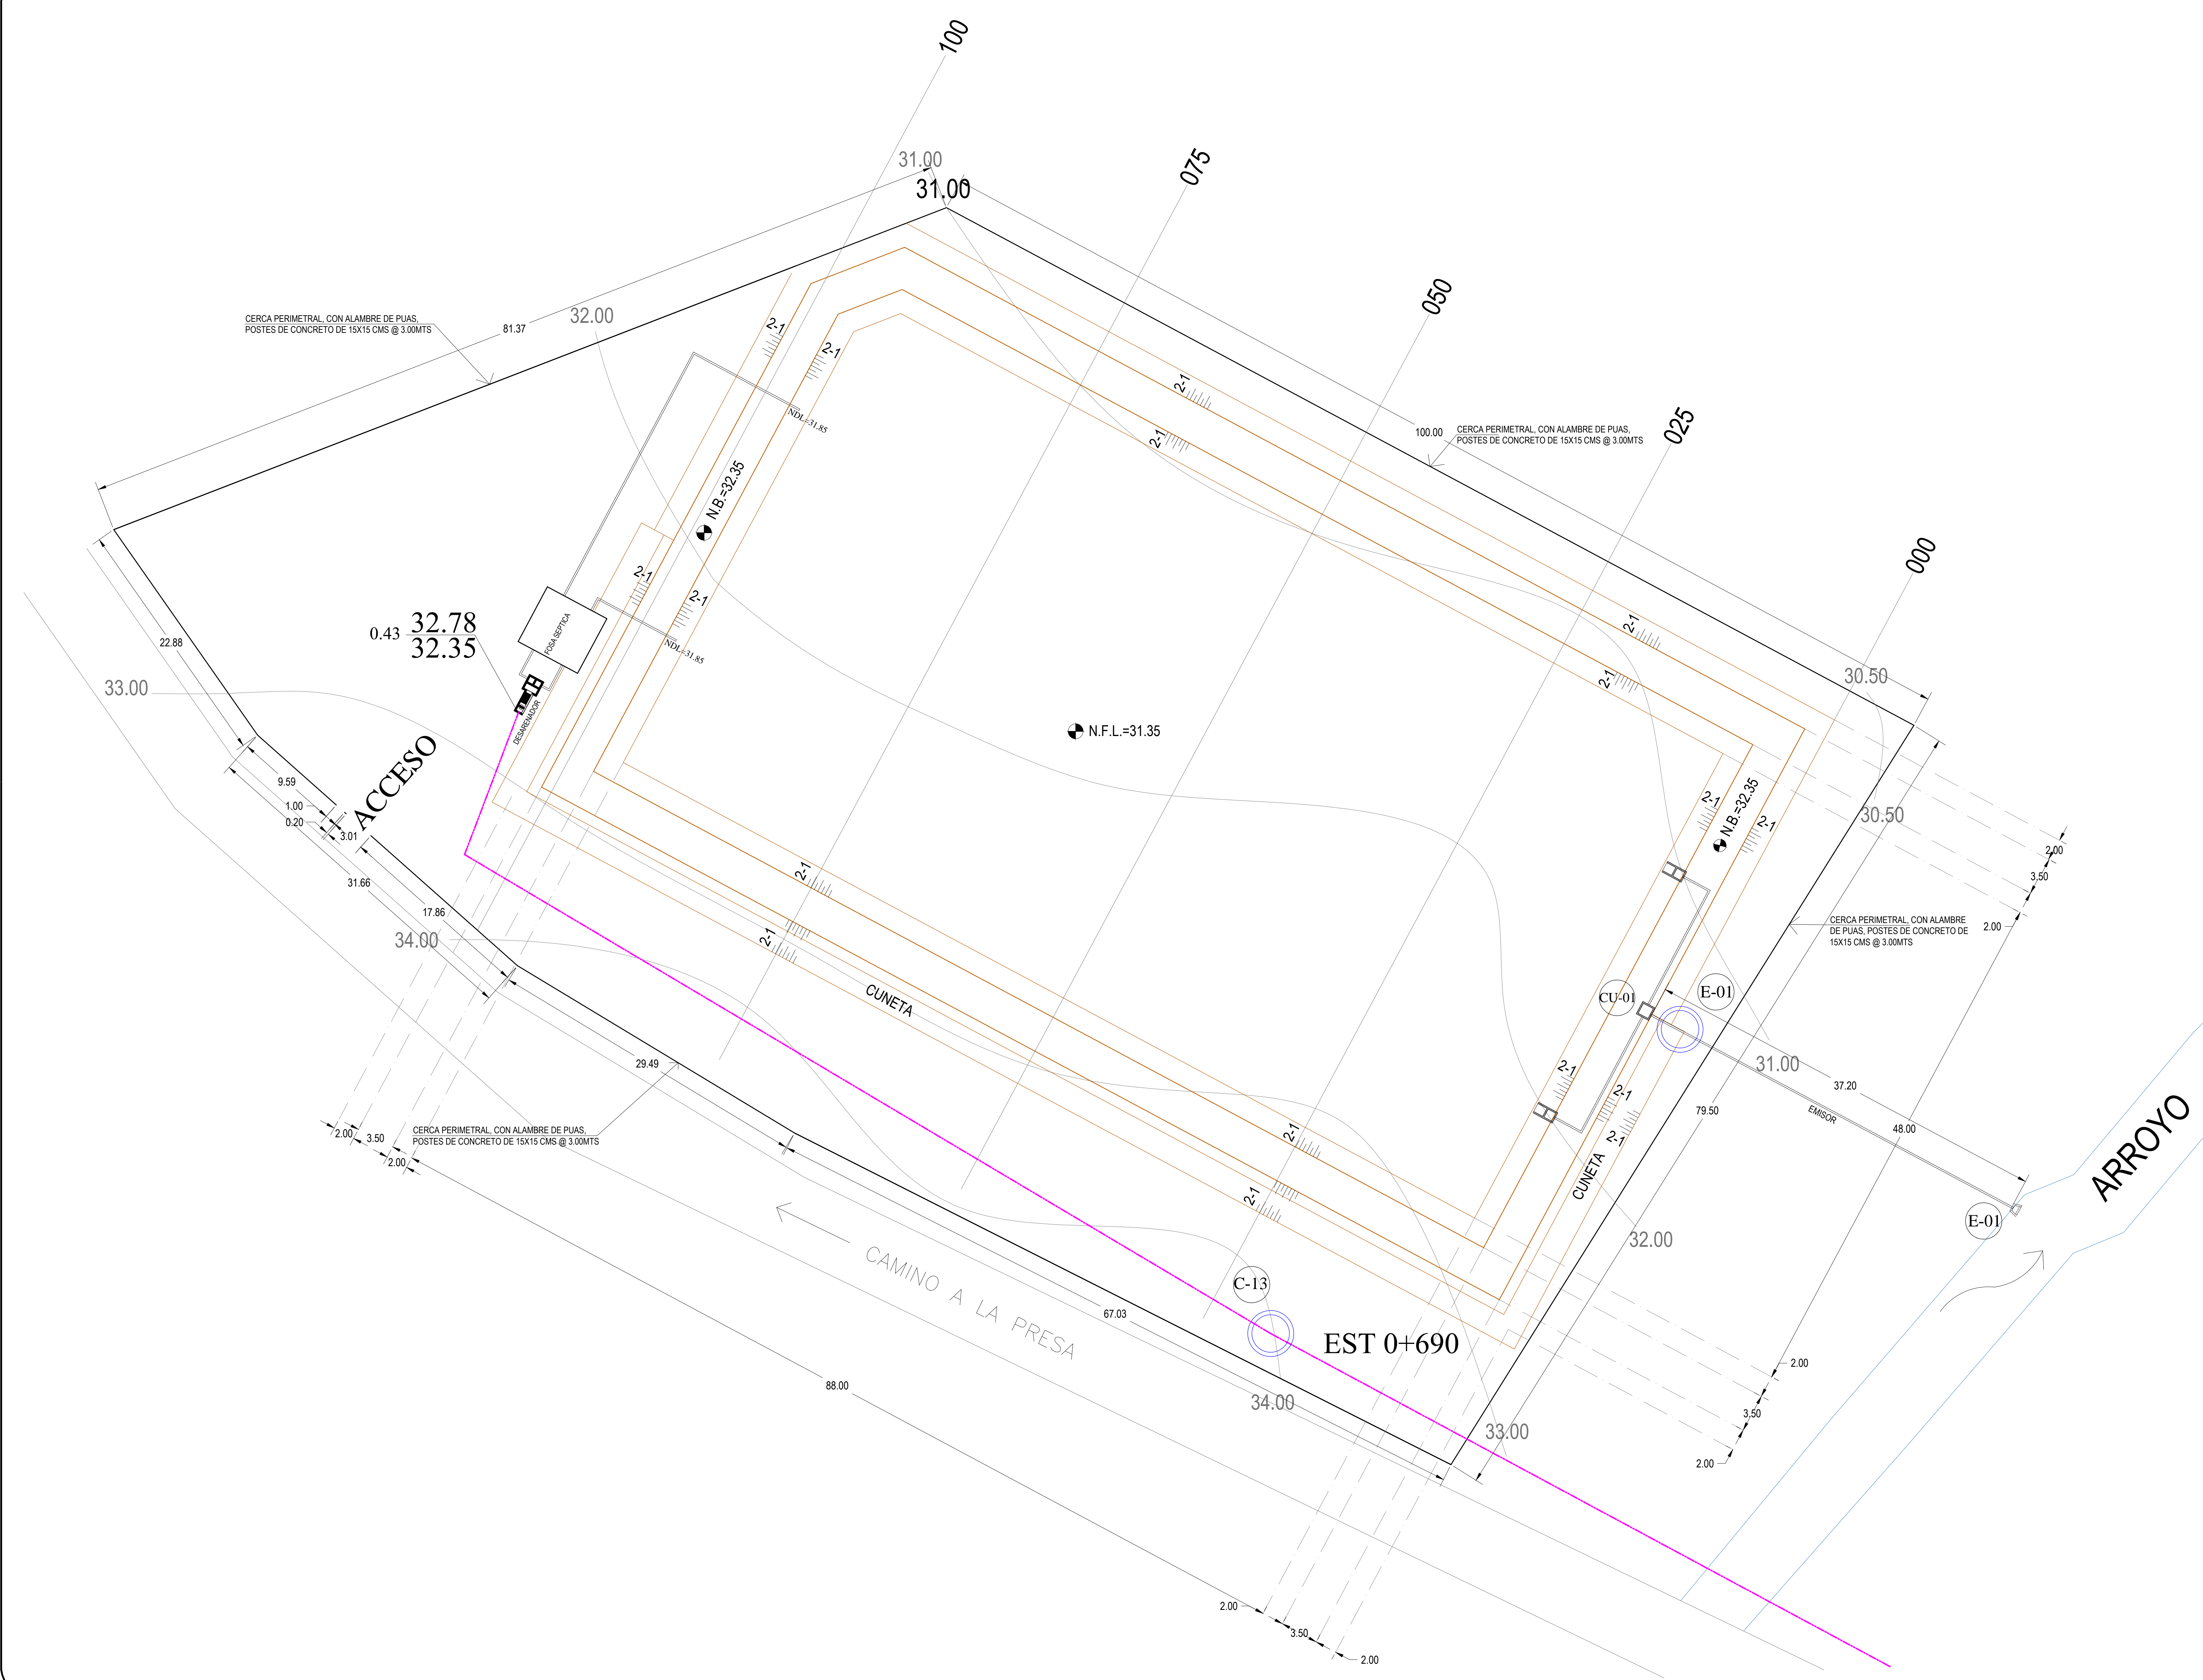 100
075
050
025
000
31.00
31.00
CERCA PERIMETRAL, CON ALAMBRE DE PUAS,
POSTES DE CONCRETO DE 15X15 CMS @ 3.00MTS
81.37
32.00
2-1
2-1
2-1
2-1
NDL=31.85
100.00
CERCA PERIMETRAL, CON ALAMBRE DE PUAS,
POSTES DE CONCRETO DE 15X15 CMS @ 3.00MTS
N.B.=32.35
2-1
2-1
0.43
32.78
32.35
FOSA SEPTICA
NDL=31.85
DESARENADOR
22.88
33.00
2-1
2-1
30.50
30.50
N.F.L.=31.35
ACCESO
9.59
1.00
0.20
3.01
31.66
17.86
34.00
2-1
2-1
N.B.=32.35
2-1
2-1
2.00
3.50
2.00
CERCA PERIMETRAL, CON ALAMBRE
DE PUAS, POSTES DE CONCRETO DE
15X15 CMS @ 3.00MTS
CUNETA
CU-01
E-01
31.00
37.20
79.50
EMISOR
48.00
ARROYO
E-01
29.49
CERCA PERIMETRAL, CON ALAMBRE DE PUAS,
POSTES DE CONCRETO DE 15X15 CMS @ 3.00MTS
2.00
3.50
2.00
2-1
2-1
2-1
2-1
2-1
CUNETA
32.00
CAMINO A LA PRESA
C-13
EST 0+690
67.03
88.00
34.00
33.00
2.00
3.50
2.00
2.00
3.50
2.00